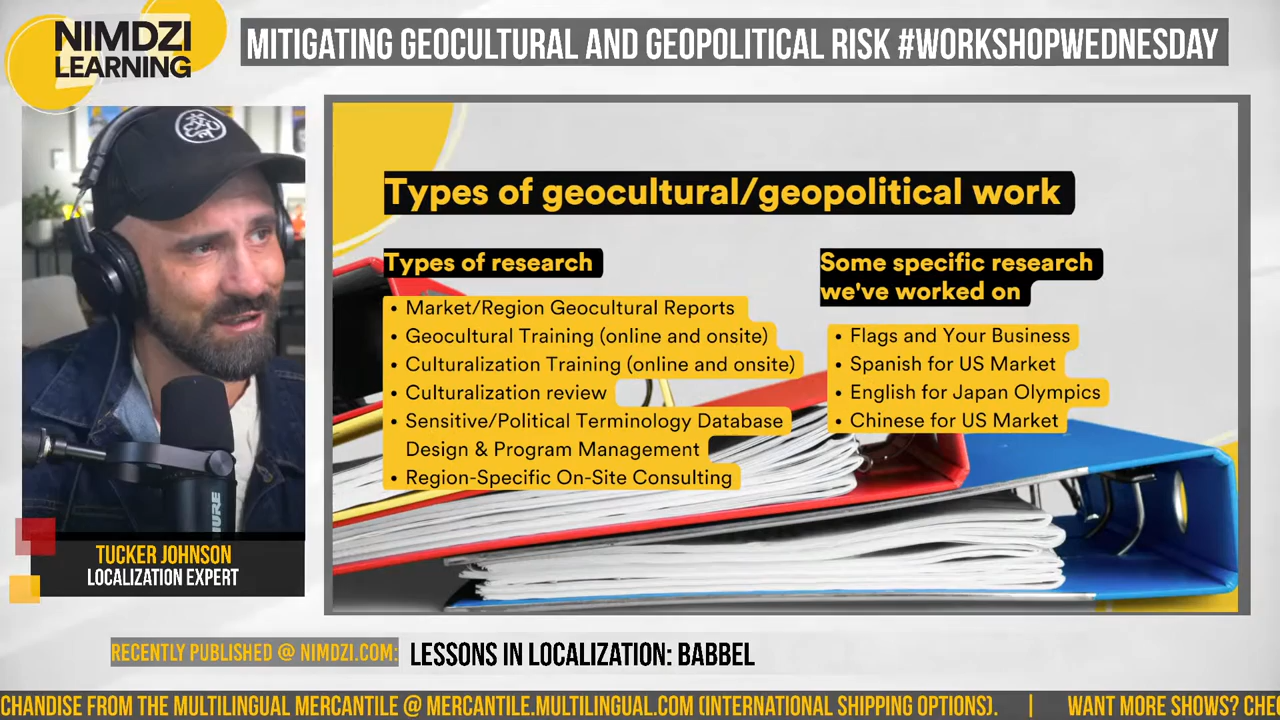 NIMDZI
LEARNING
MITIGATING GEOCULTURAL AND GEOPOLITICAL RISK #WORKSHOPWEDNESDAY
Types of geocultural/geopolitical work
Types of research
• Market/Region Geocultural Reports
• Geocultural Training (online and onsite)
• Culturalization Training (online and onsite)
• Culturalization review
• Sensitive/Political Terminology Database
Design & Program Management
• Region-Specific On-Site Consulting
Some specific research
we've worked on
• Flags and Your Business
• Spanish for US Market
• English for Japan Olympics
• Chinese for US Market
TUCKER JOHNSON
LOCALIZATION EXPERT
RECENTLY PUBLISHED @ NIMDZI.COM: LESSONS IN LOCALIZATION: BABBEL
CHANDISE FROM THE MULTILINGUAL MERCANTILE @ MERCANTILE.MULTILINGUAL.COM (INTERNATIONAL SHIPPING OPTIONS). | WANT MORE SHOWS? CHE